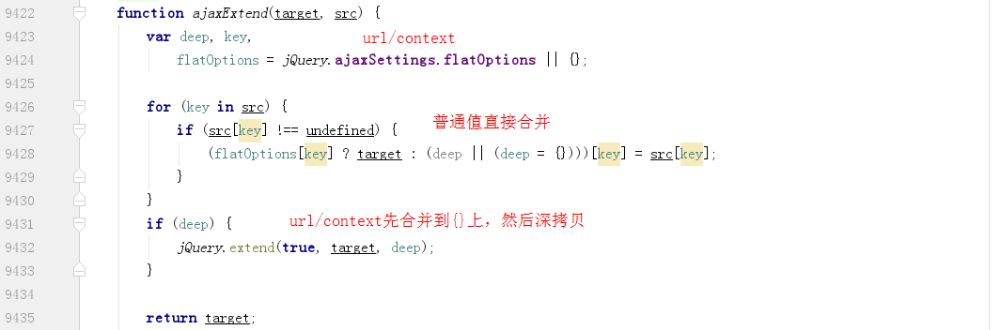 9422 function ajaxExtend(target, src) {
9423 var deep, key, url/context
9424 flatOptions = jQuery.ajaxSettings.flatOptions || {};
9425
9426 for (key in src) {
9427 if (src[key] !== undefined) { 普通值直接合并
9428 (flatOptions[key] ? target : (deep || (deep = {})))[key] = src[key];
9429 }
9430 }
9431 if (deep) { url/context先合并到{}上，然后深拷贝
9432 jQuery.extend(true, target, deep);
9433 }
9434
9435 return target;